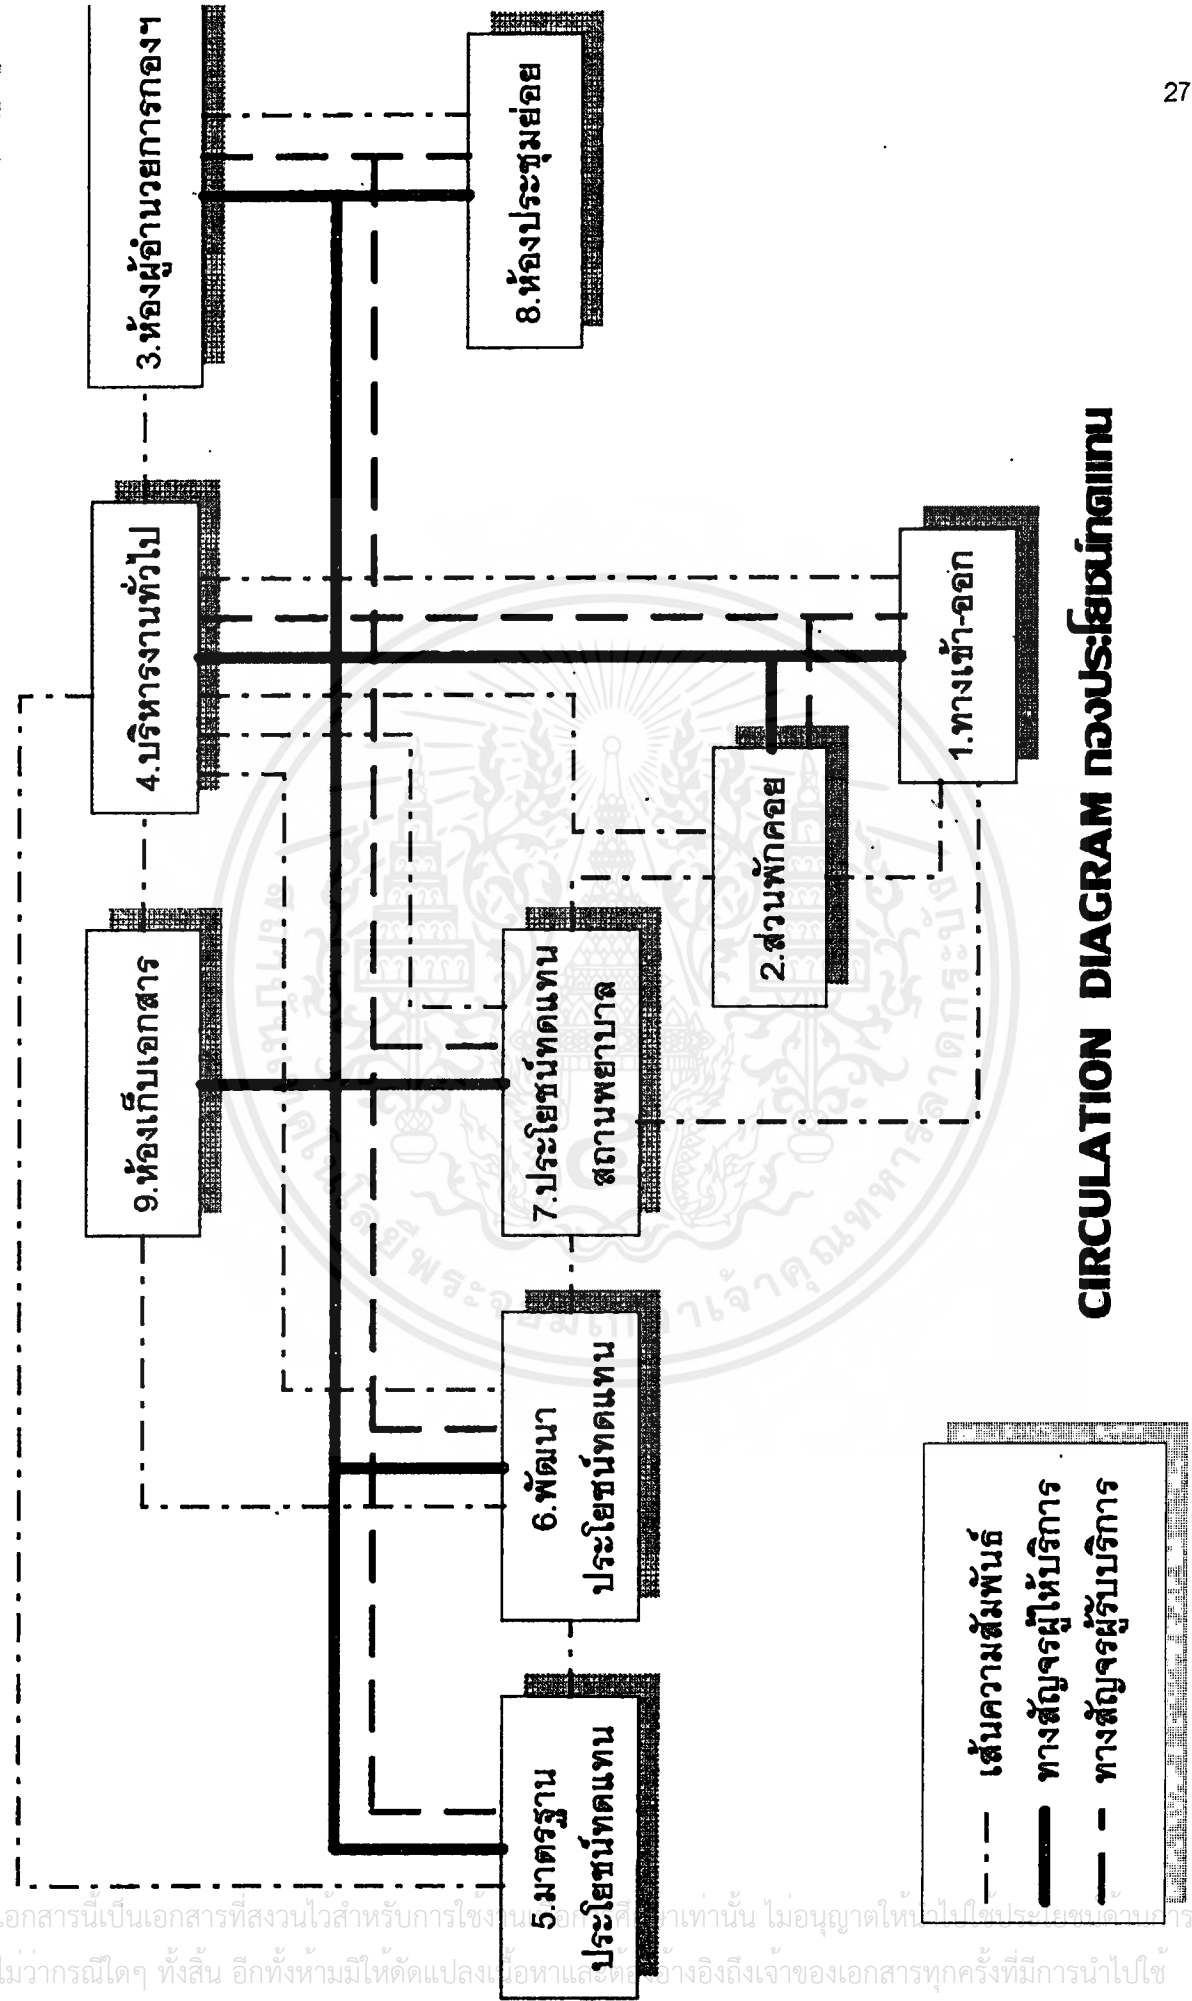 27
3.ห้องผู้อำนวยการกองฯ
8.ห้องประชุมย่อย
4.บริหารงานทั่วไป
1.ทางเข้า-ออก
2.ส่วนพักคอย
9.ห้องเก็บเอกสาร
7.ประโยชน์ทดแทน
สถานพยาบาล
6.พัฒนา
ประโยชน์ทดแทน
5.มาตรฐาน
ประโยชน์ทดแทน
เส้นความสัมพันธ์
ทางสัญจรผู้ให้บริการ
ทางสัญจรผู้รับบริการ
CIRCULATION DIAGRAM กองประโยชน์ทดแทน
เอกสารนี้เป็นเอกสารที่สงวนไว้สำหรับการใช้งานเพื่อการศึกษาเท่านั้น ไม่อนุญาตให้นำไปใช้ประโยชน์ด้านการ
ไม่ว่ากรณีใดๆ ทั้งสิ้น อีกทั้งห้ามมิให้ดัดแปลงเนื้อหาและต้องอ้างอิงถึงเจ้าของเอกสารทุกครั้งที่มีการนำไปใช้